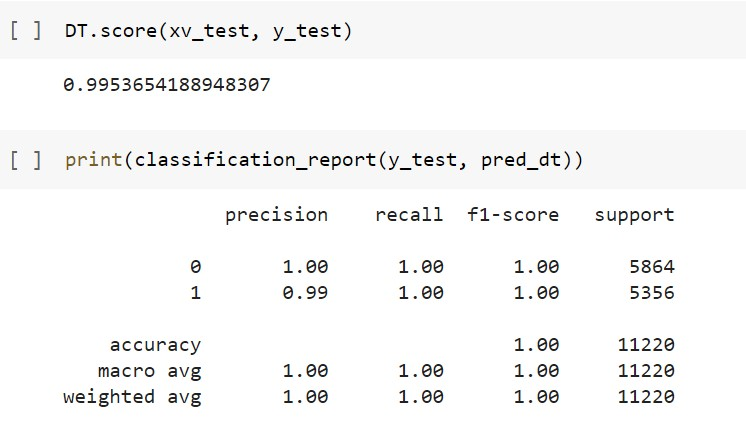 [ ] DT.score(xv_test, y_test)
0.9953654188948307
[ ] print(classification_report(y_test, pred_dt))
precision recall f1-score support
0 1.00 1.00 1.00 5864
1 0.99 1.00 1.00 5356
accuracy 1.00 11220
macro avg 1.00 1.00 1.00 11220
weighted avg 1.00 1.00 1.00 11220